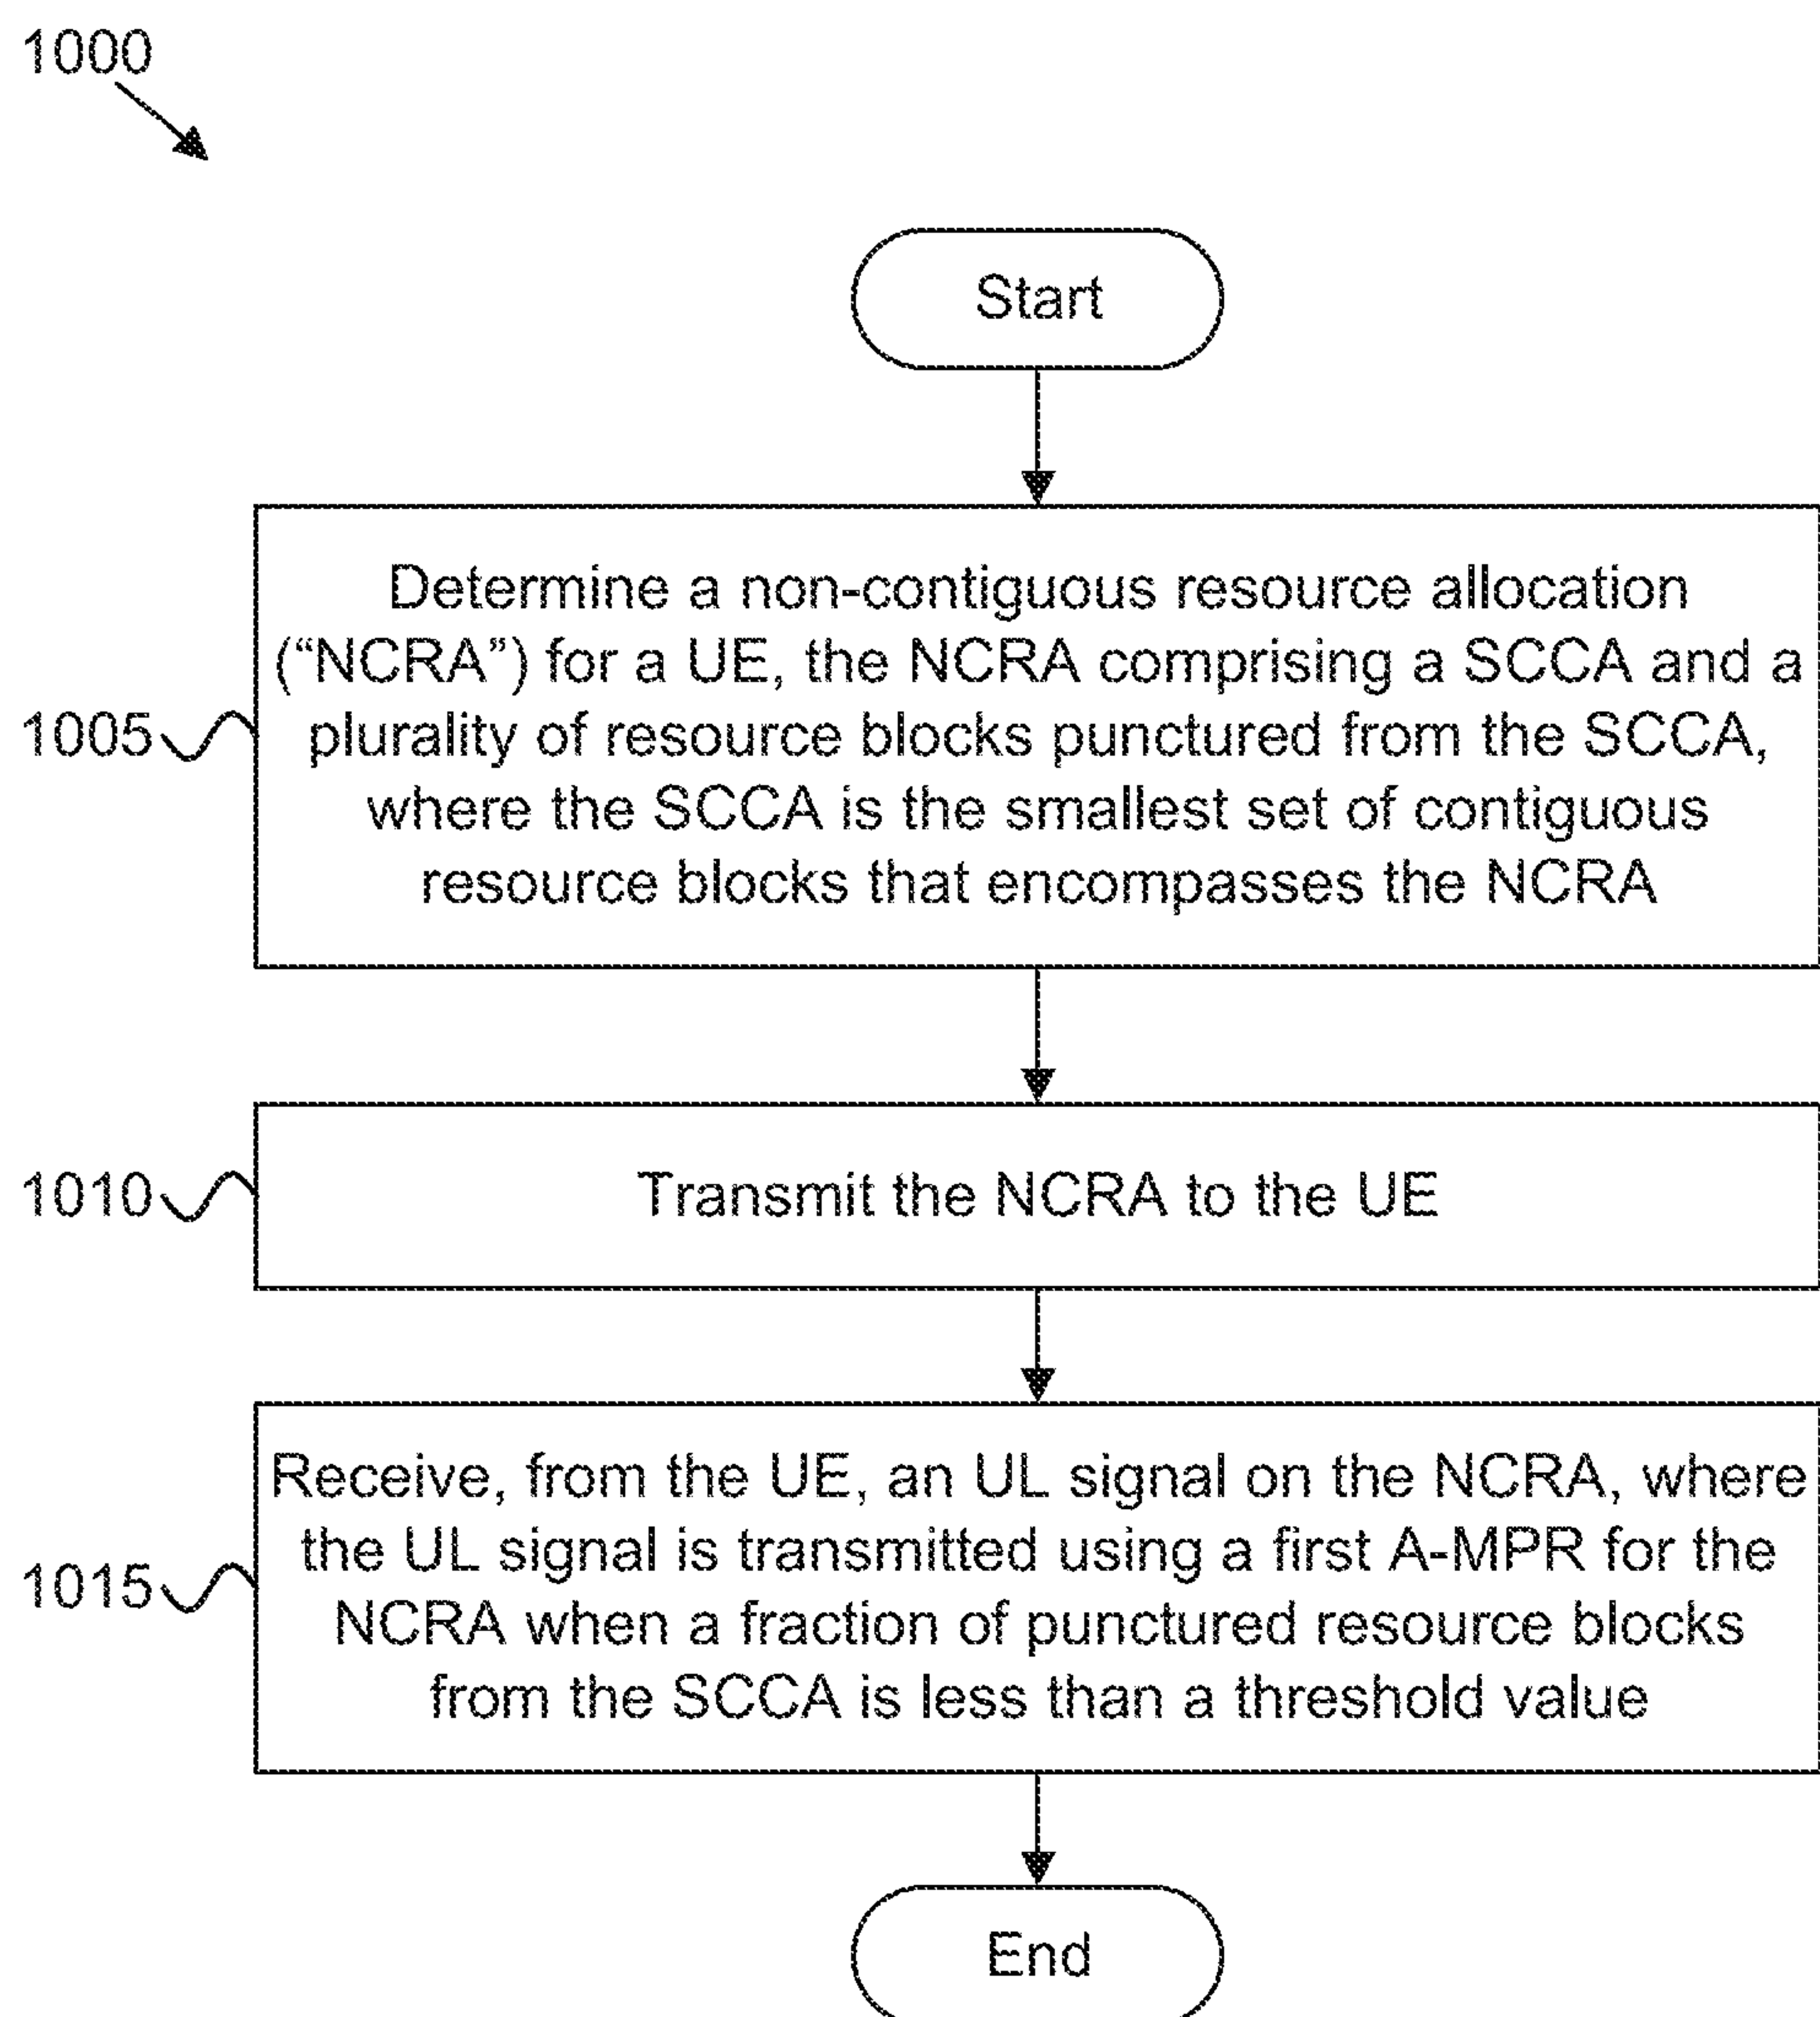 1000
Start
Determine a non-contiguous resource allocation
(“NCRA”) for a UE, the NCRA comprising a SCCA and a
1005
plurality of resource blocks punctured from the SCCA,
where the SCCA is the smallest set of contiguous
resource blocks that encompasses the NCRA
1010
Transmit the NCRA to the UE
Receive, from the UE, an UL signal on the NCRA, where
the UL signal is transmitted using a first A-MPR for the
1015
NCRA when a fraction of punctured resource blocks
from the SCCA is less than a threshold value
End